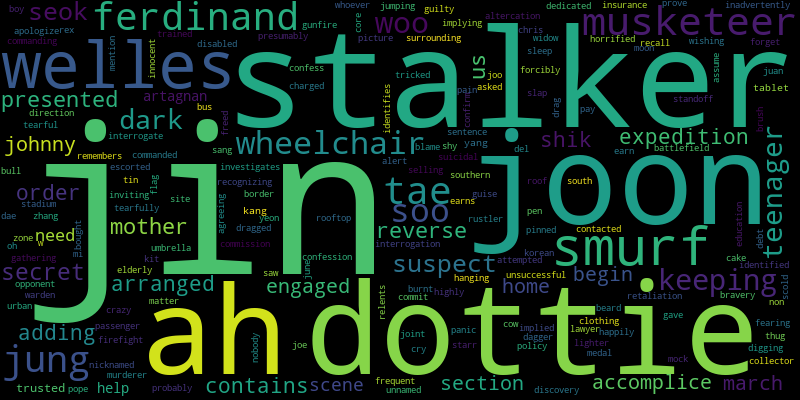 boy seok ferdinand gunfire whoever jumping guilty dedicated insurance prove inadvertently
commanding apologizer rex trained woo core altercation implying chris musketeer
welles mention innocent disabled presumably picture surrounding widow horrified recall wishing forget
stalker us sleep moon juan
presented artagnan confess tricked asked joo forcibly assume tablet
direction dark bus charged identifies pain slap drag pay standoff
johnny tearful interrogate freed wheelchair confirm sentence del shik expedition brush
remembers commanded sang blame shy yang earn battlefield teenager
bull escorted investigates alert selling suicidal
jin joon
order tin flag site recognizing border tae southern roof south
stadium inviting tearfully agreeing kang yeon rooftop soo earns guise pen
dae zhang mother dragged reverse rustler pinned contacted education debt
oh zone w need bought umbrella commission confession interrogation korean smurf cake identified
secret gathering kit saw june suspect hanging attempted unsuccessful begin keeping scold
opponent elderly arranged engaged home retaliation non
urban warden crazy matter ah relents burnt highly commit dottie beard gave bravery fearing
adding passenger firefight nobody joe joint panic cow implied clothing lawyer happily thug
jung nicknamed murderer cry starr dagger policy lighter medal mock digging collector
trusted pope help probably contains scene frequent unnamed section discovery accomplice march